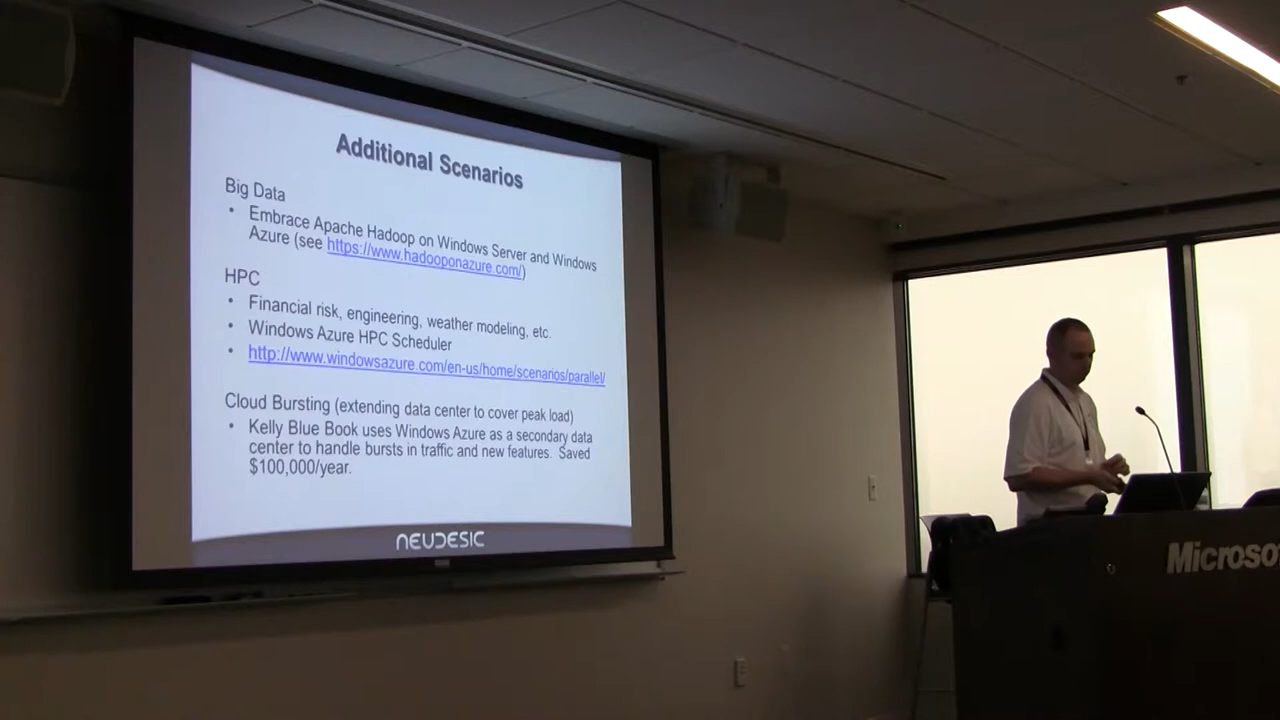 Additional Scenarios
Big Data
• Embrace Apache Hadoop on Windows Server and Windows
Azure (see https://www.hadooponazure.com/)
HPC
• Financial risk, engineering, weather modeling, etc.
• Windows Azure HPC Scheduler
• http://www.windowsazure.com/en-us/home/scenarios/parallel/
Cloud Bursting (extending data center to cover peak load)
• Kelly Blue Book uses Windows Azure as a secondary data
center to handle bursts in traffic and new features. Saved
$100,000/year.
NEUDESIC
Microso